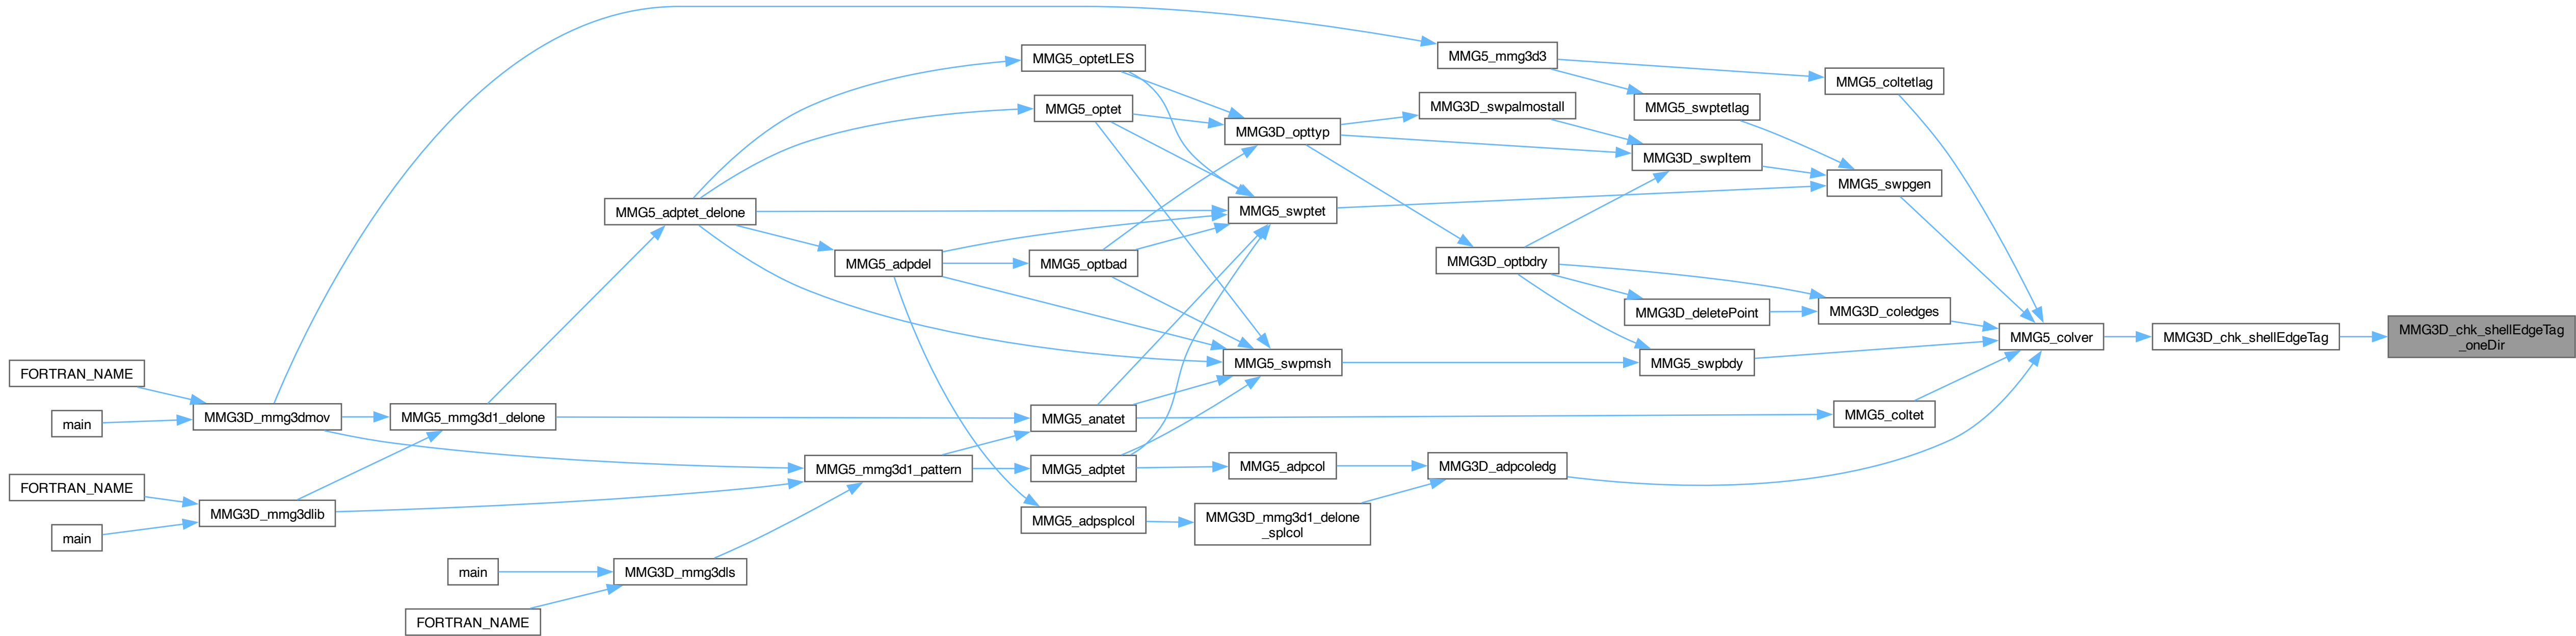 FORTRAN_NAME
main
FORTRAN_NAME
main
MMG3D_mmg3dmov
MMG3D_mmg3dlib
MMG5_mmg3d1_delone
main
FORTRAN_NAME
MMG5_adptet_delone
MMG3D_mmg3dls
MMG5_adpdel
MMG5_mmg3d1_pattern
MMG5_optetLES
MMG5_optet
MMG5_optbad
MMG5_anatet
MMG5_adptet
MMG5_adpsplcol
MMG3D_opttyp
MMG5_swptet
MMG5_swpmsh
MMG5_adpcol
MMG3D_mmg3d1_delone
_splcol
MMG5_mmg3d3
MMG3D_swpalmostall
MMG3D_optbdry
MMG3D_adpcoledg
MMG5_swptetlag
MMG3D_swpItem
MMG3D_deletePoint
MMG5_swpbdy
MMG5_coltetlag
MMG5_swpgen
MMG3D_coledges
MMG5_coltet
MMG5_colver
MMG3D_chk_shellEdgeTag
MMG3D_chk_shellEdgeTag
_oneDir